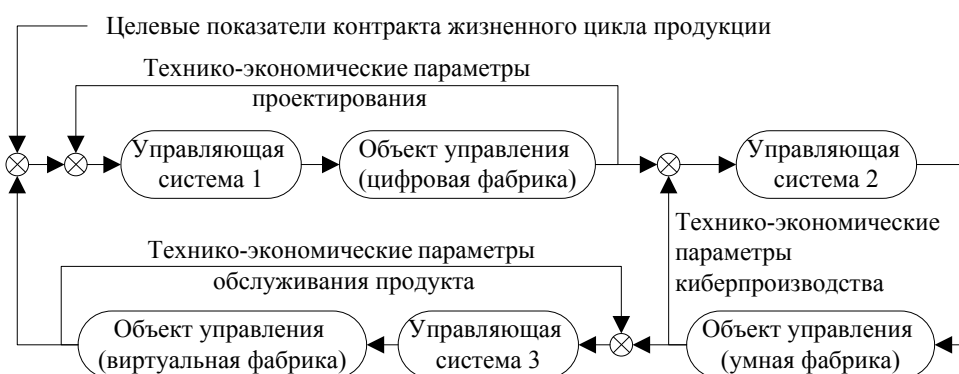 Целевые показатели контракта жизненного цикла продукции
Технико-экономические параметры
проектирования
Управляющая
система 1
Объект управления
(цифровая фабрика)
Управляющая
система 2
Технико-экономические
параметры
киберпроизводства
Технико-экономические параметры
обслуживания продукта
Объект управления
(виртуальная фабрика)
Управляющая
система 3
Объект управления
(умная фабрика)